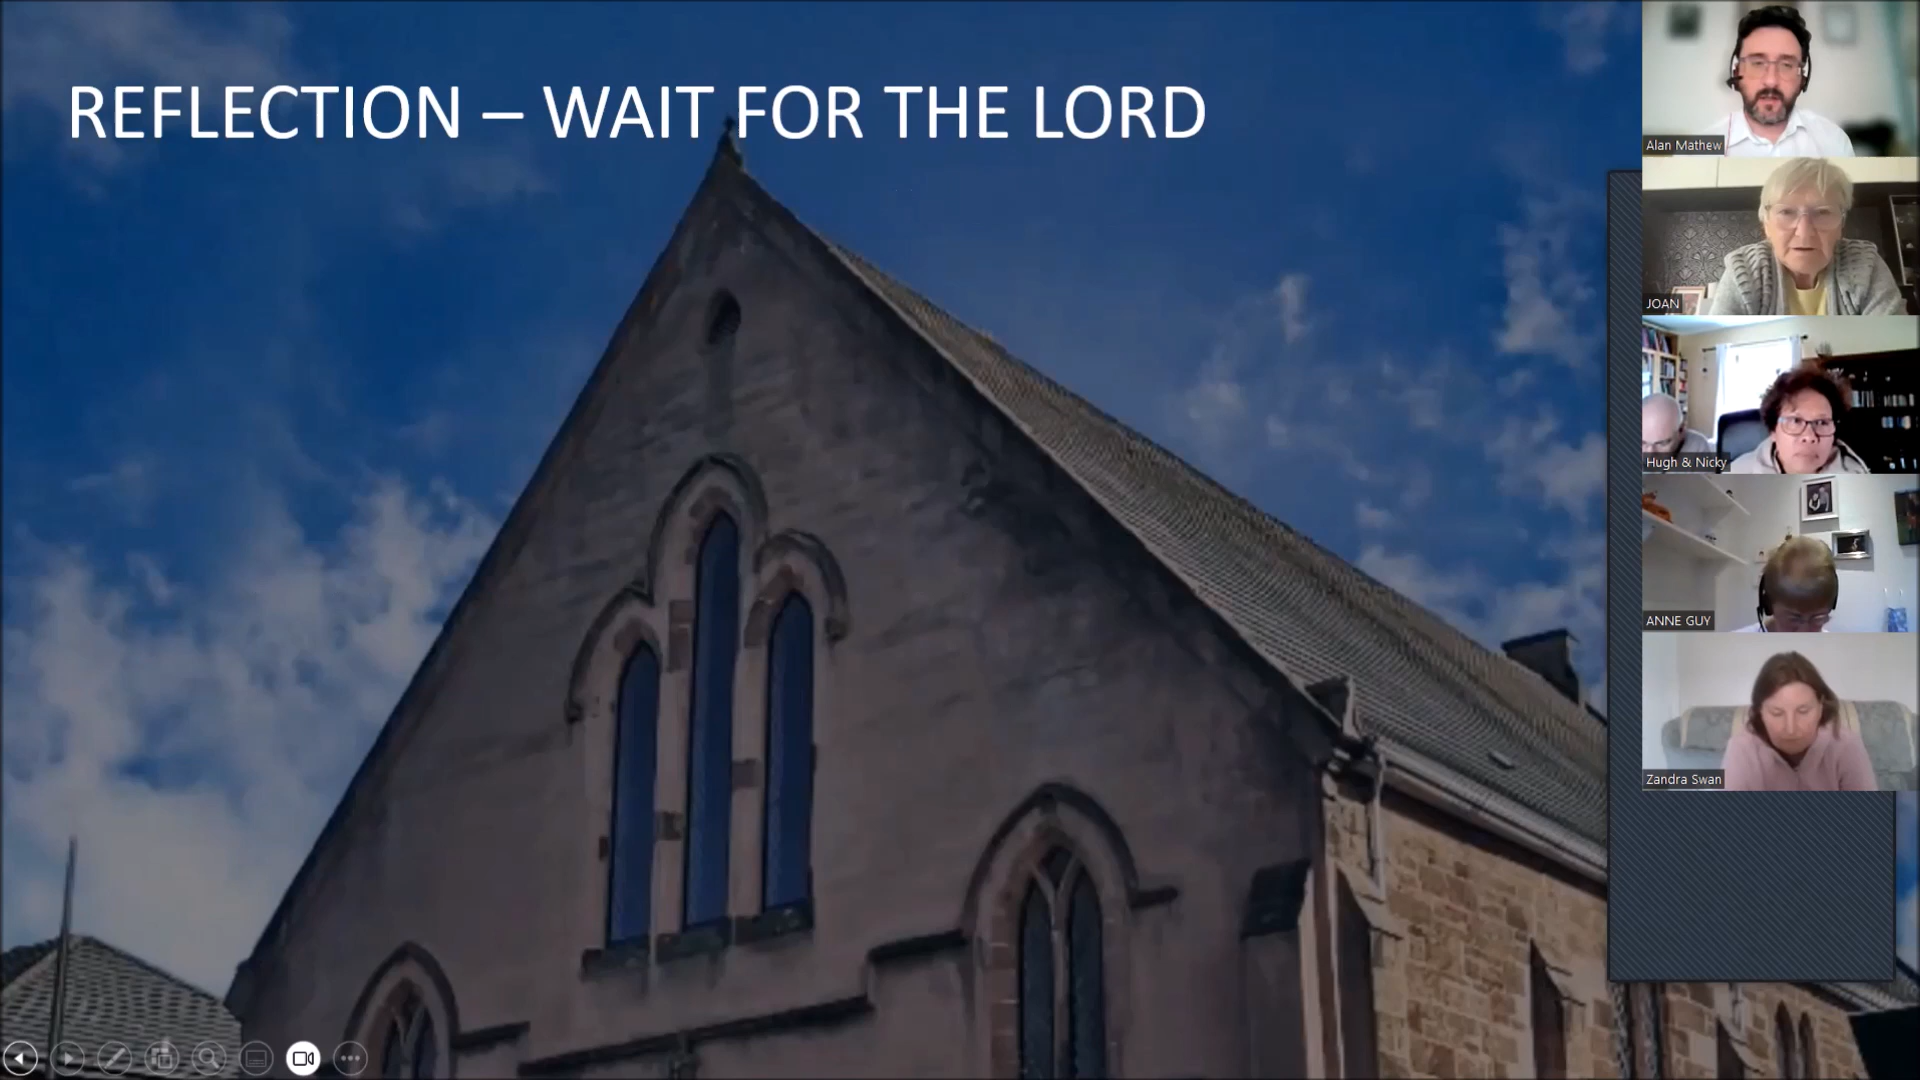 REFLECTION – WAIT FOR THE LORD
Alan Mathew
JOAN
Hugh & Nicky
ANNE GUY
Zandra Swan